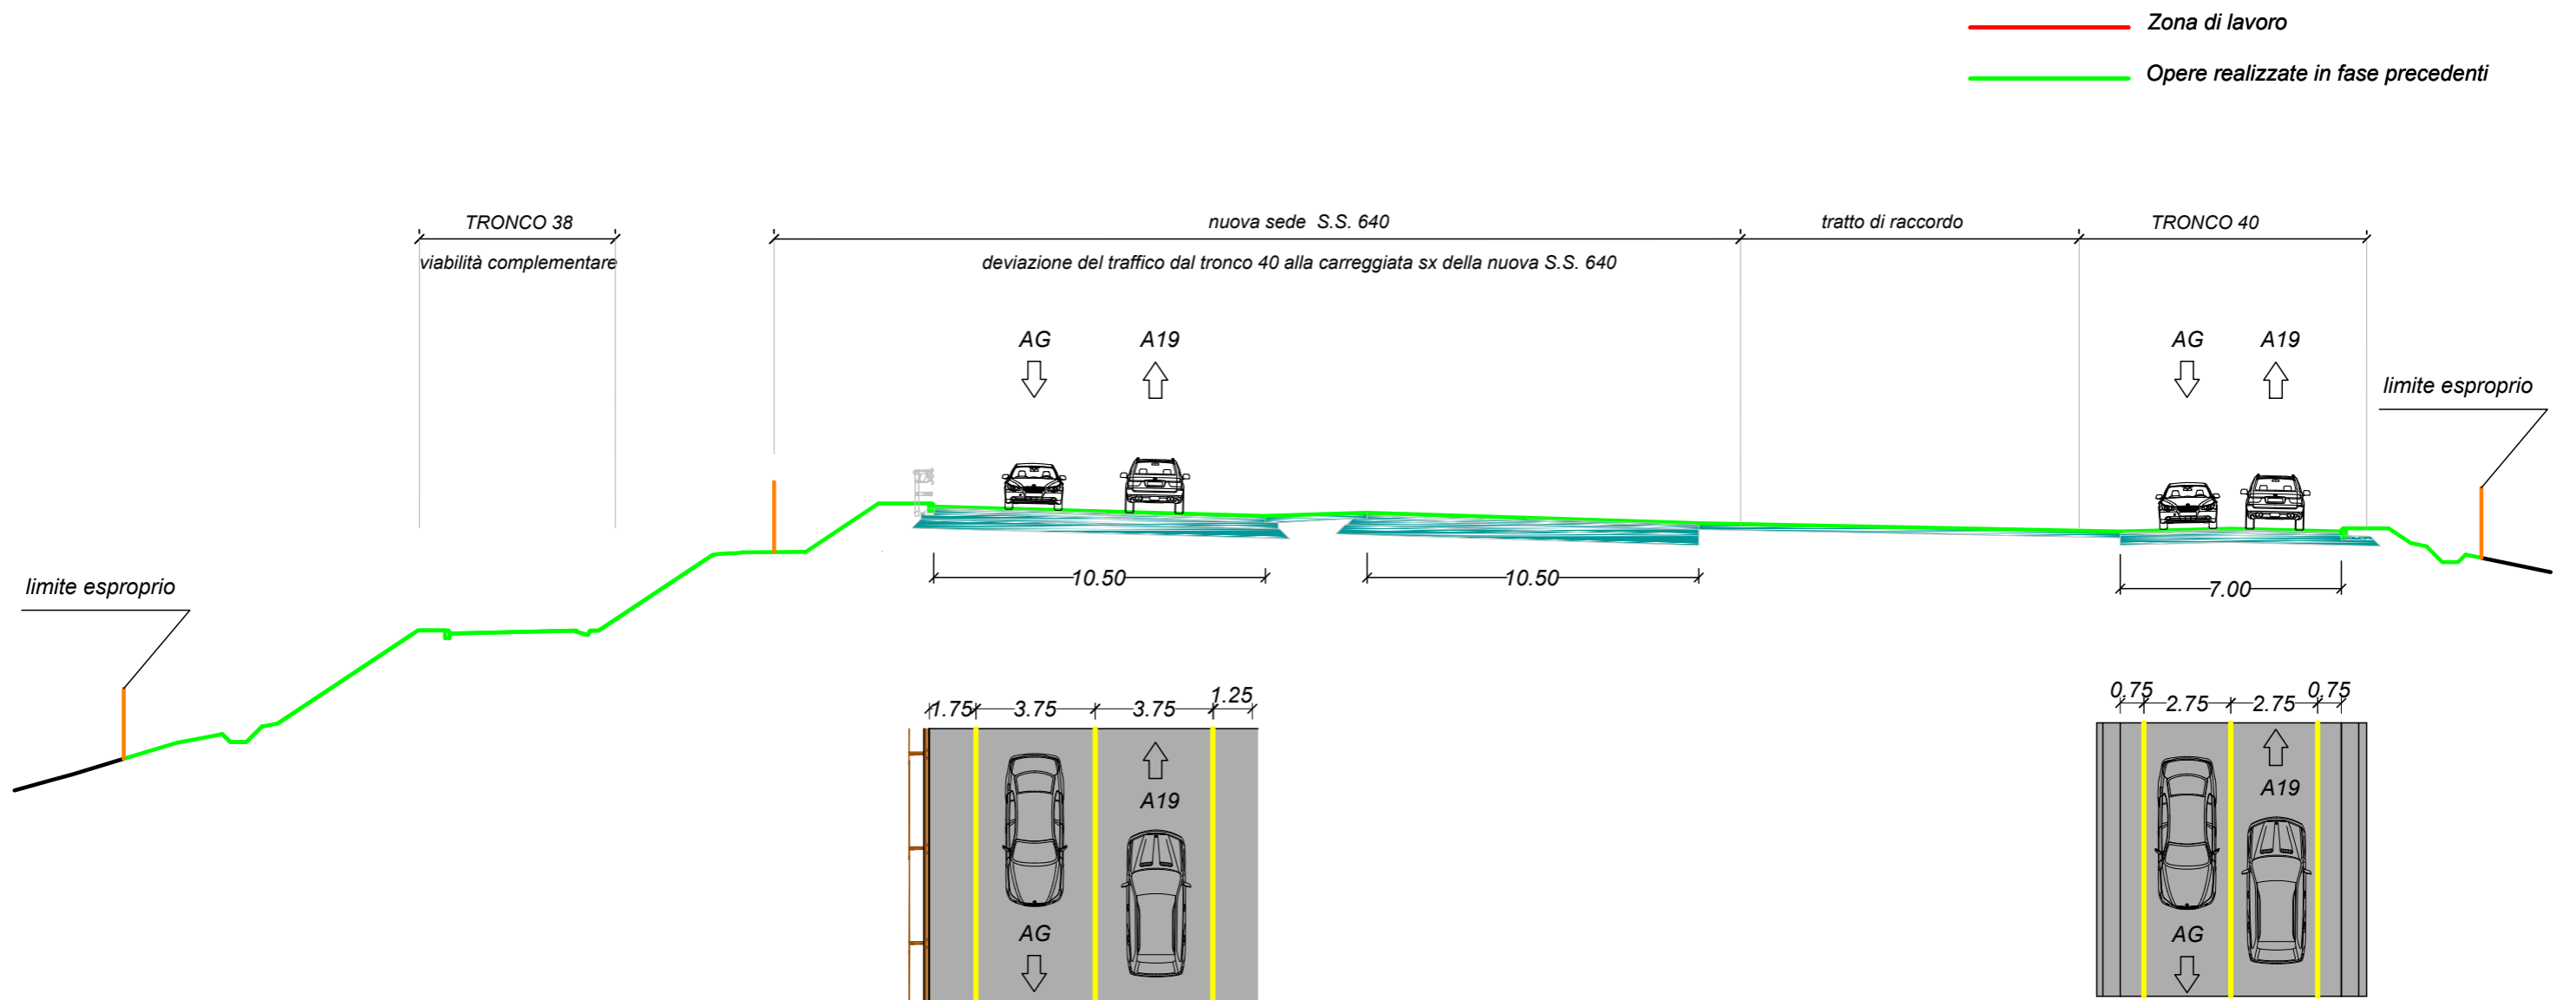 Zona di lavoro
Opere realizzate in fase precedenti
TRONCO 38
nuova sede S.S. 640
tratto di raccordo
TRONCO 40
viabilità complementare
deviazione del traffico dal tronco 40 alla carreggiata sx della nuova S.S. 640
AG
A19
AG
A19
limite esproprio
limite esproprio
10.50
10.50
7.00
1.75
3.75
3.75
1.25
0.75
2.75
2.75
0.75
A19
A19
AG
AG